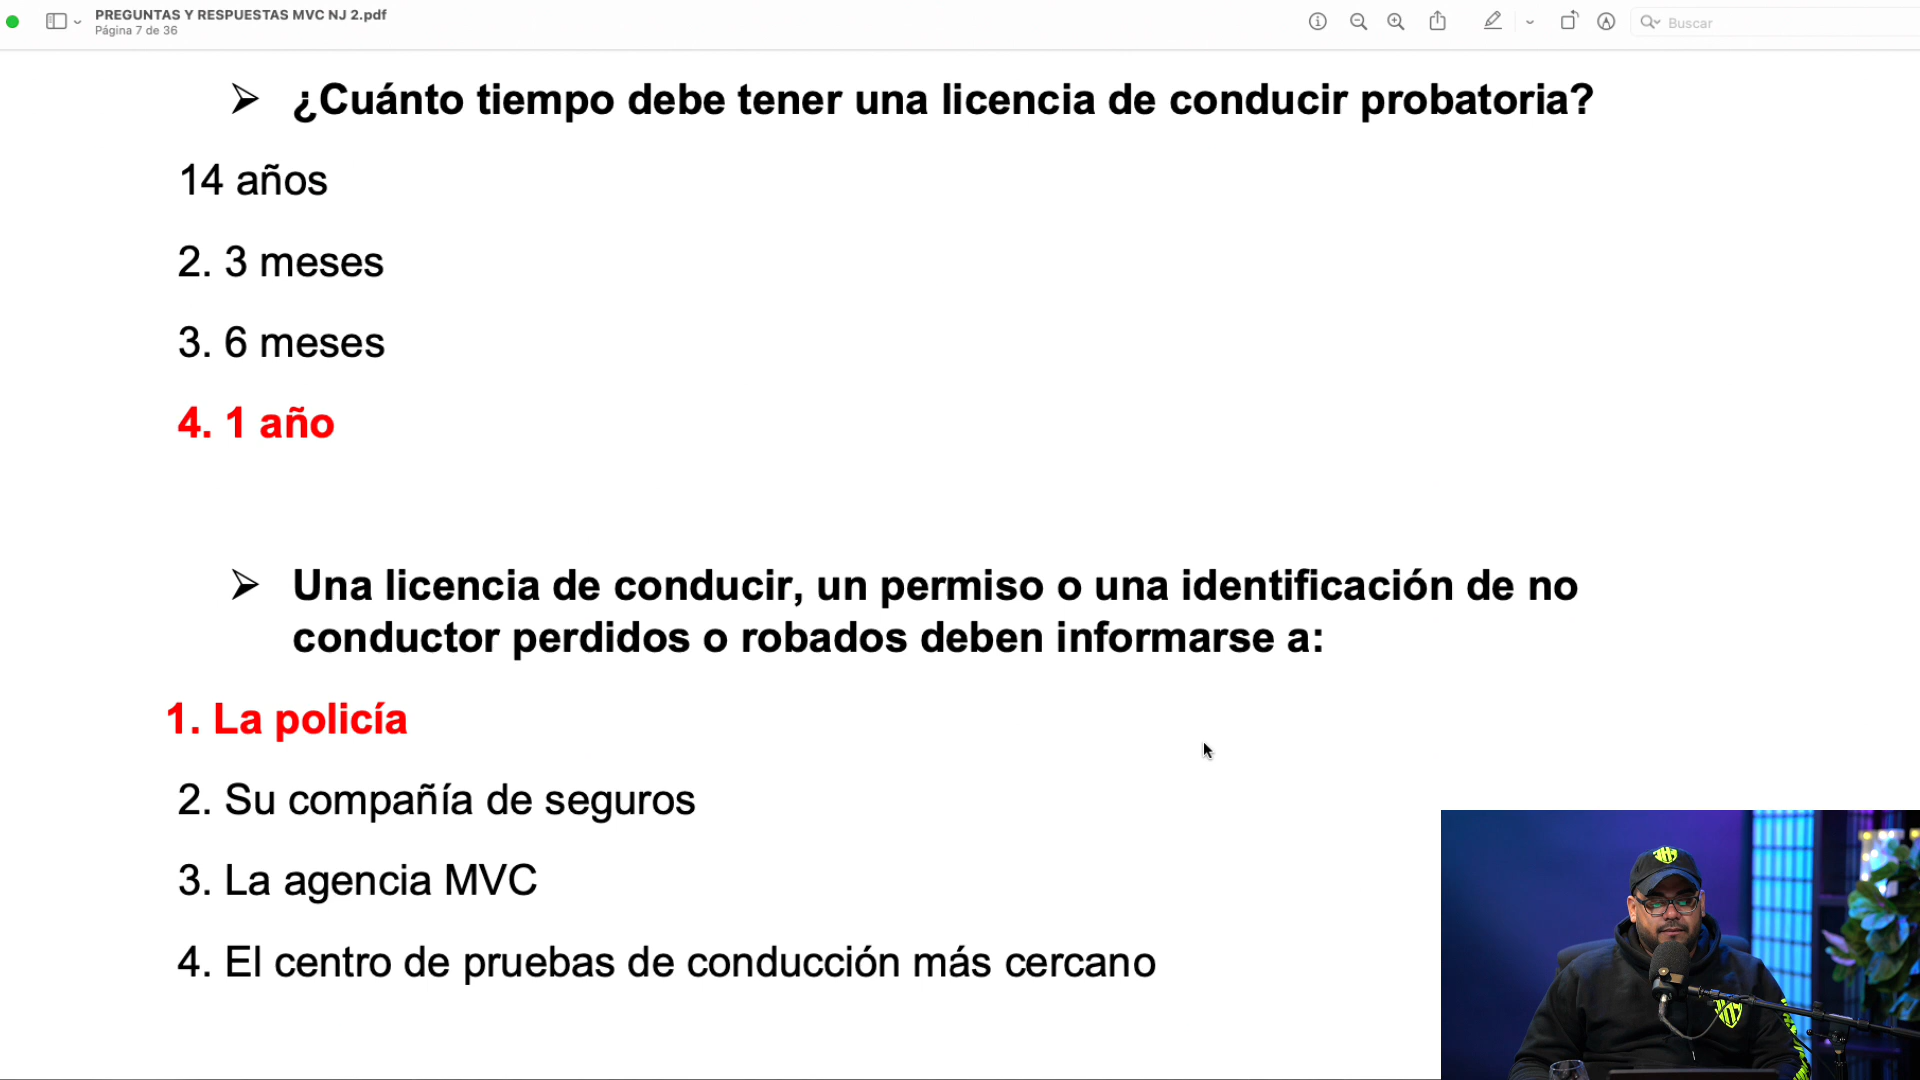 PREGUNTAS Y RESPUESTAS MVC NJ 2.pdf
Página 7 de 36
Buscar
➢ ¿Cuánto tiempo debe tener una licencia de conducir probatoria?
14 años
2. 3 meses
3. 6 meses
4. 1 año
➢ Una licencia de conducir, un permiso o una identificación de no
conductor perdidos o robados deben informarse a:
1. La policía
2. Su compañía de seguros
3. La agencia MVC
4. El centro de pruebas de conducción más cercano